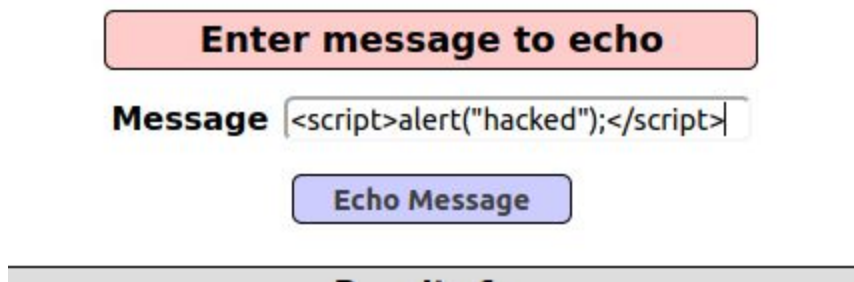 Enter message to echo
Message <script>alert("hacked");</script>
Echo Message